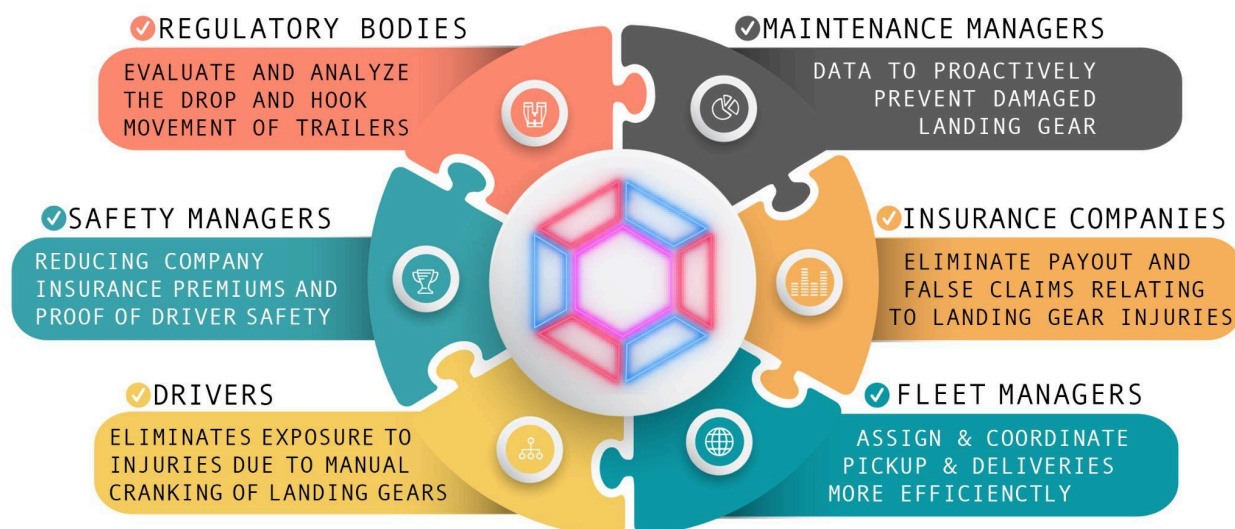 REGULATORY BODIES
EVALUATE AND ANALYZE
THE DROP AND HOOK
MOVEMENT OF TRAILERS
MAINTENANCE MANAGERS
DATA TO PROACTIVELY
PREVENT DAMAGED
LANDING GEAR
SAFETY MANAGERS
REDUCING COMPANY
INSURANCE PREMIUMS AND
PROOF OF DRIVER SAFETY
INSURANCE COMPANIES
ELIMINATE PAYOUT AND
FALSE CLAIMS RELATING
TO LANDING GEAR INJURIES
DRIVERS
ELIMINATES EXPOSURE TO
INJURIES DUE TO MANUAL
CRANKING OF LANDING GEARS
FLEET MANAGERS
ASSIGN & COORDINATE
PICKUP & DELIVERIES
MORE EFFICIENCTLY